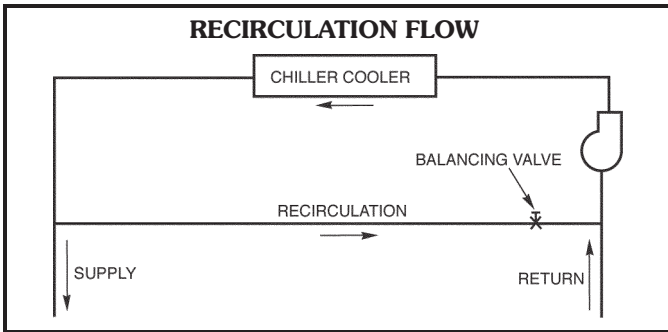 RECIRCULATION FLOW
CHILLER COOLER
BALANCING VALVE
RECIRCULATION
SUPPLY
RETURN